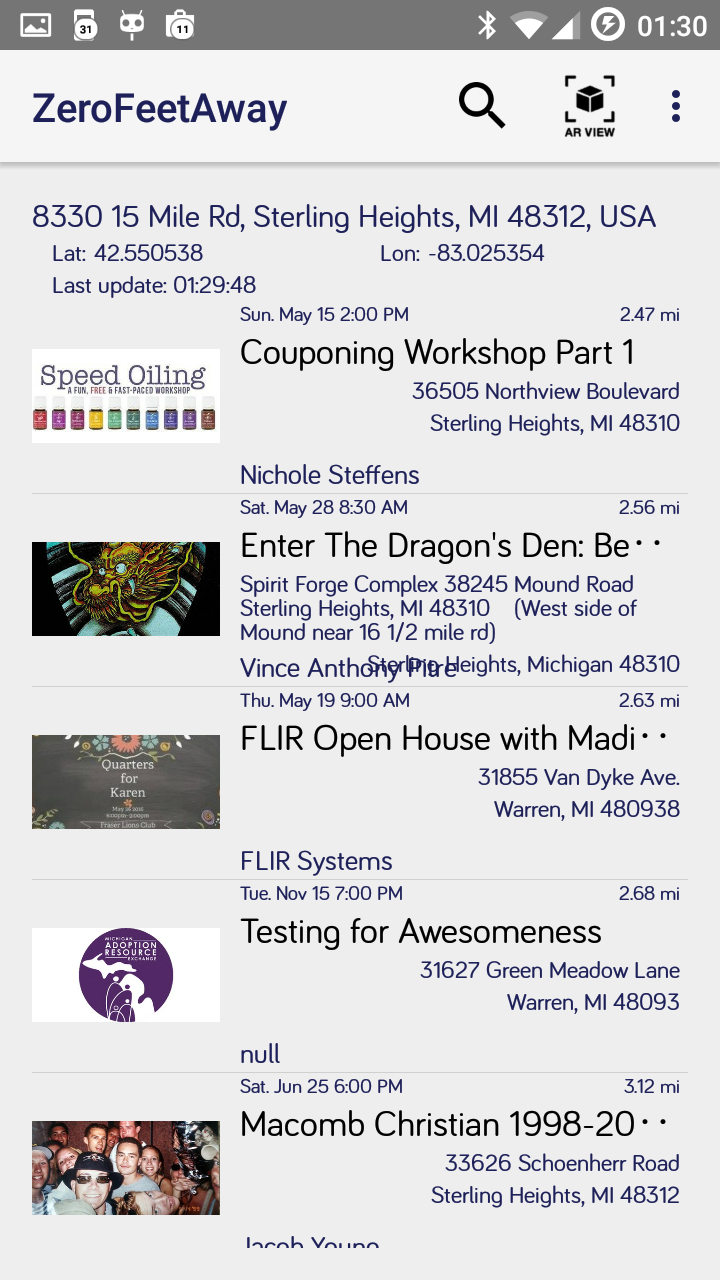 31
11
01:30
ZeroFeetAway
AR VIEW
8330 15 Mile Rd, Sterling Heights, MI 48312, USA
Lat: 42.550538 Lon: -83.025354
Last update: 01:29:48
Sun. May 15 2:00 PM 2.47 mi
Speed Oiling
A FUN, FREE & FAST-PACED WORKSHOP
Couponing Workshop Part 1
36505 Northview Boulevard
Sterling Heights, MI 48310
Nichole Steffens
Sat. May 28 8:30 AM 2.56 mi
Enter The Dragon's Den: Be··
Spirit Forge Complex 38245 Mound Road
Sterling Heights, MI 48310 (West side of
Mound near 16 1/2 mile rd)
Sterling Heights, Michigan 48310
Vince Anthony Pitre
Thu. May 19 9:00 AM 2.63 mi
FLIR Open House with Madi··
Quarters
for
Karen
6:00pm-9:00pm
Fraser Lions Club
31855 Van Dyke Ave.
Warren, MI 480938
FLIR Systems
Tue. Nov 15 7:00 PM 2.68 mi
Testing for Awesomeness
MICHIGAN
ADOPTION
RESOURCE
EXCHANGE
31627 Green Meadow Lane
Warren, MI 48093
null
Sat. Jun 25 6:00 PM 3.12 mi
Macomb Christian 1998-20··
33626 Schoenherr Road
Sterling Heights, MI 48312
Jacob Young